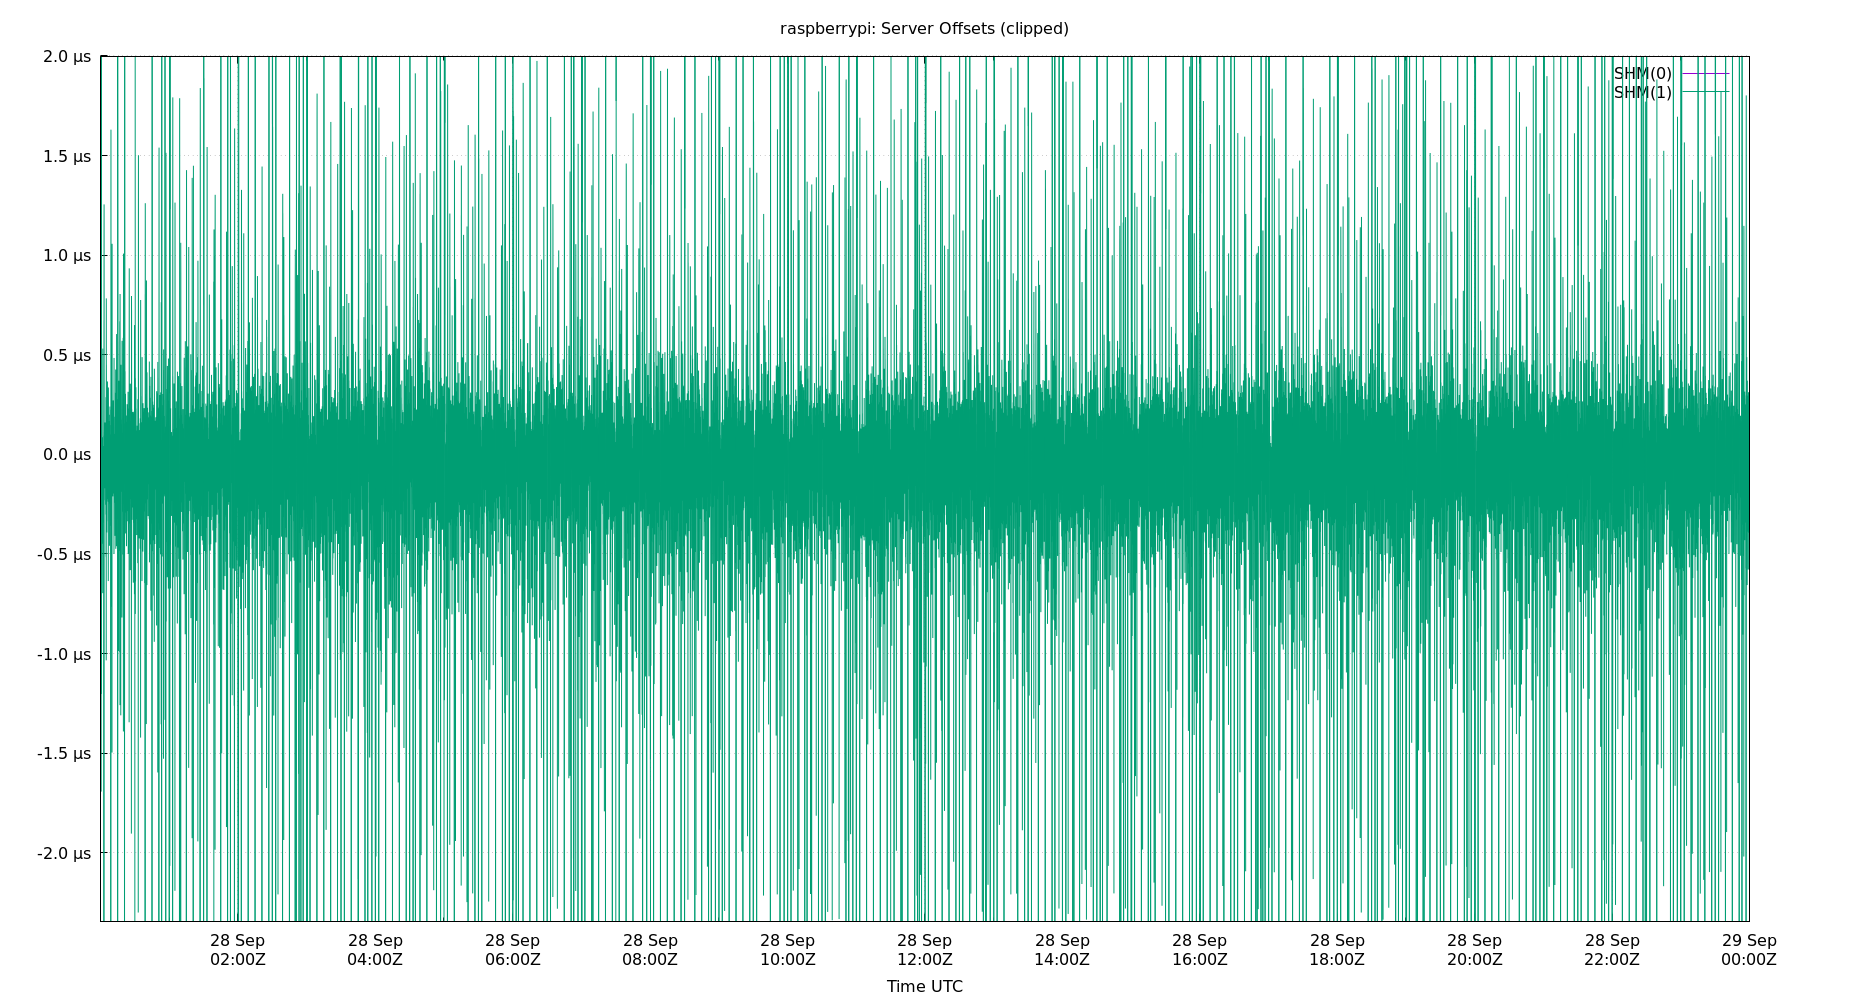 raspberrypi: Server Offsets (clipped)
2.0 µs
1.5 µs
1.0 µs
0.5 µs
0.0 µs
-0.5 µs
-1.0 µs
-1.5 µs
-2.0 µs
SHM(0)
SHM(1)
28 Sep 28 Sep 28 Sep 28 Sep 28 Sep 28 Sep 28 Sep 28 Sep 28 Sep 28 Sep 28 Sep 29 Sep
02:00Z 04:00Z 06:00Z 08:00Z 10:00Z 12:00Z 14:00Z 16:00Z 18:00Z 20:00Z 22:00Z 00:00Z
Time UTC